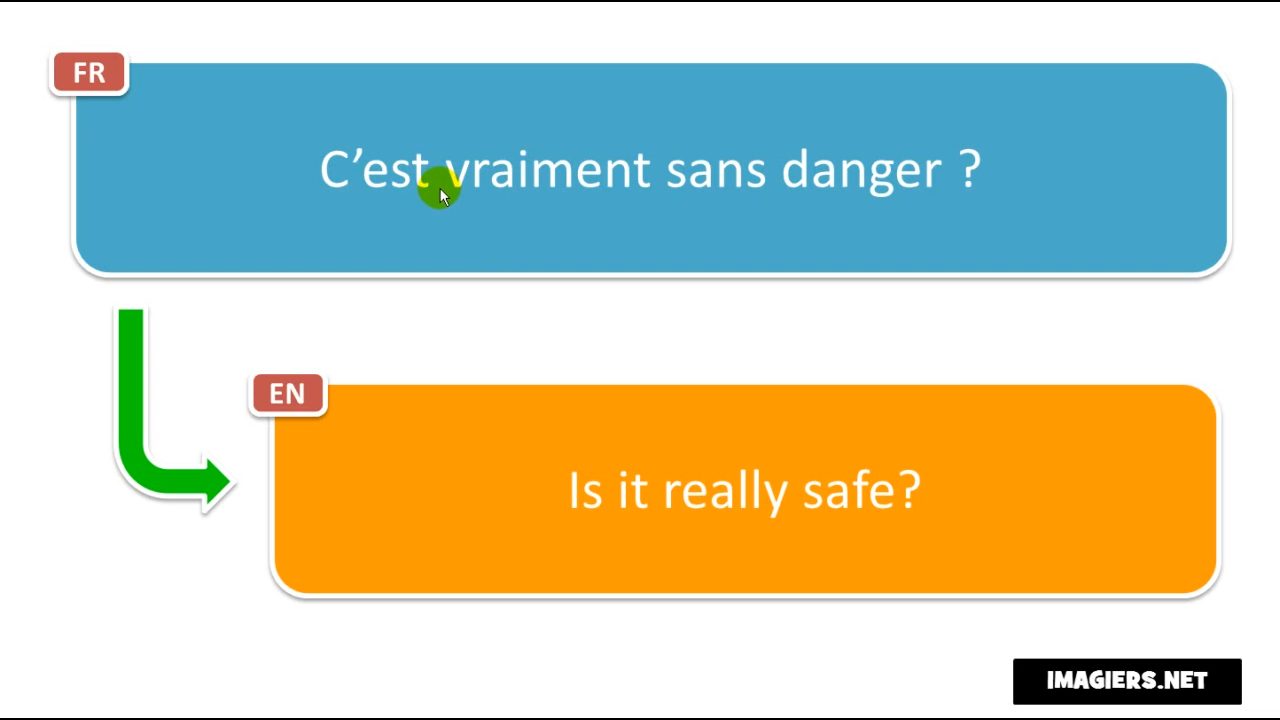 FR
C’est vraiment sans danger ?
EN
Is it really safe?
IMAGIERS.NET